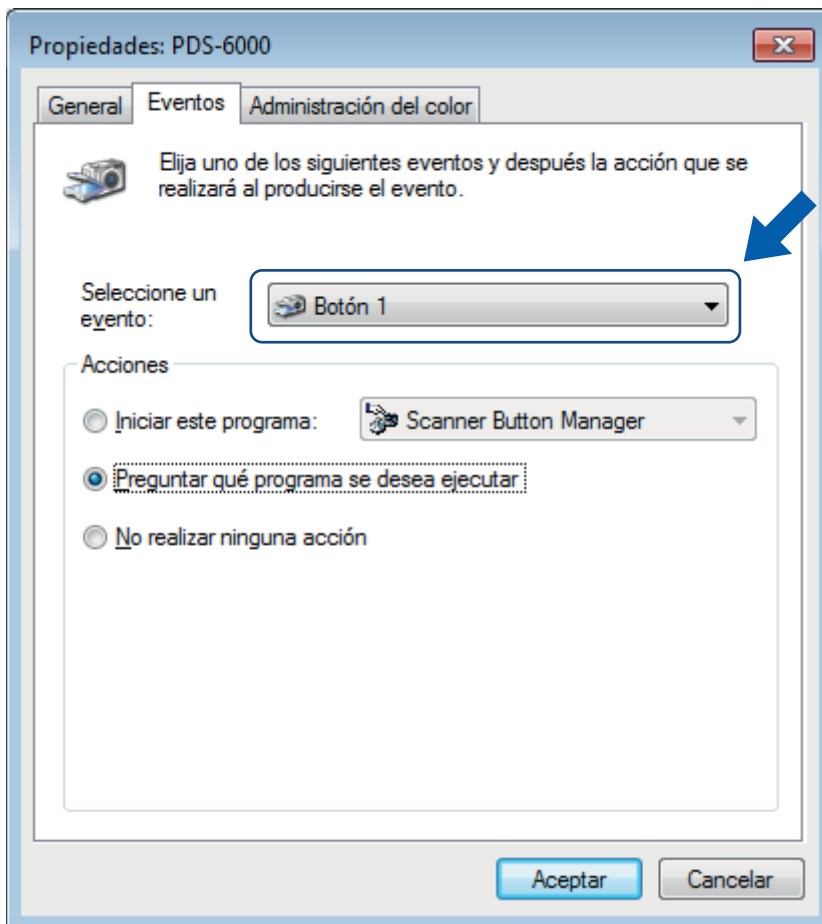 Propiedades: PDS-6000
General Eventos Administración del color
Elija uno de los siguientes eventos y después la acción que se
realizará al producirse el evento.
Seleccione un
evento:
Botón 1
Acciones
Iniciar este programa: Scanner Button Manager
Preguntar qué programa se desea ejecutar
No realizar ninguna acción
Aceptar Cancelar